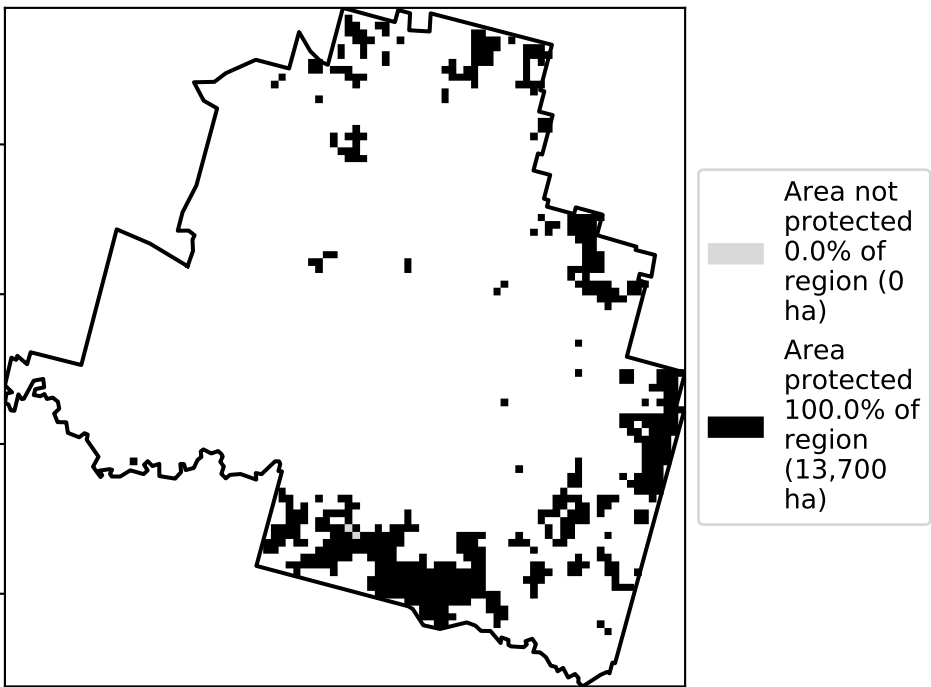 Area not
protected
0.0% of
region (0
ha)
Area
protected
100.0% of
region
(13,700
ha)